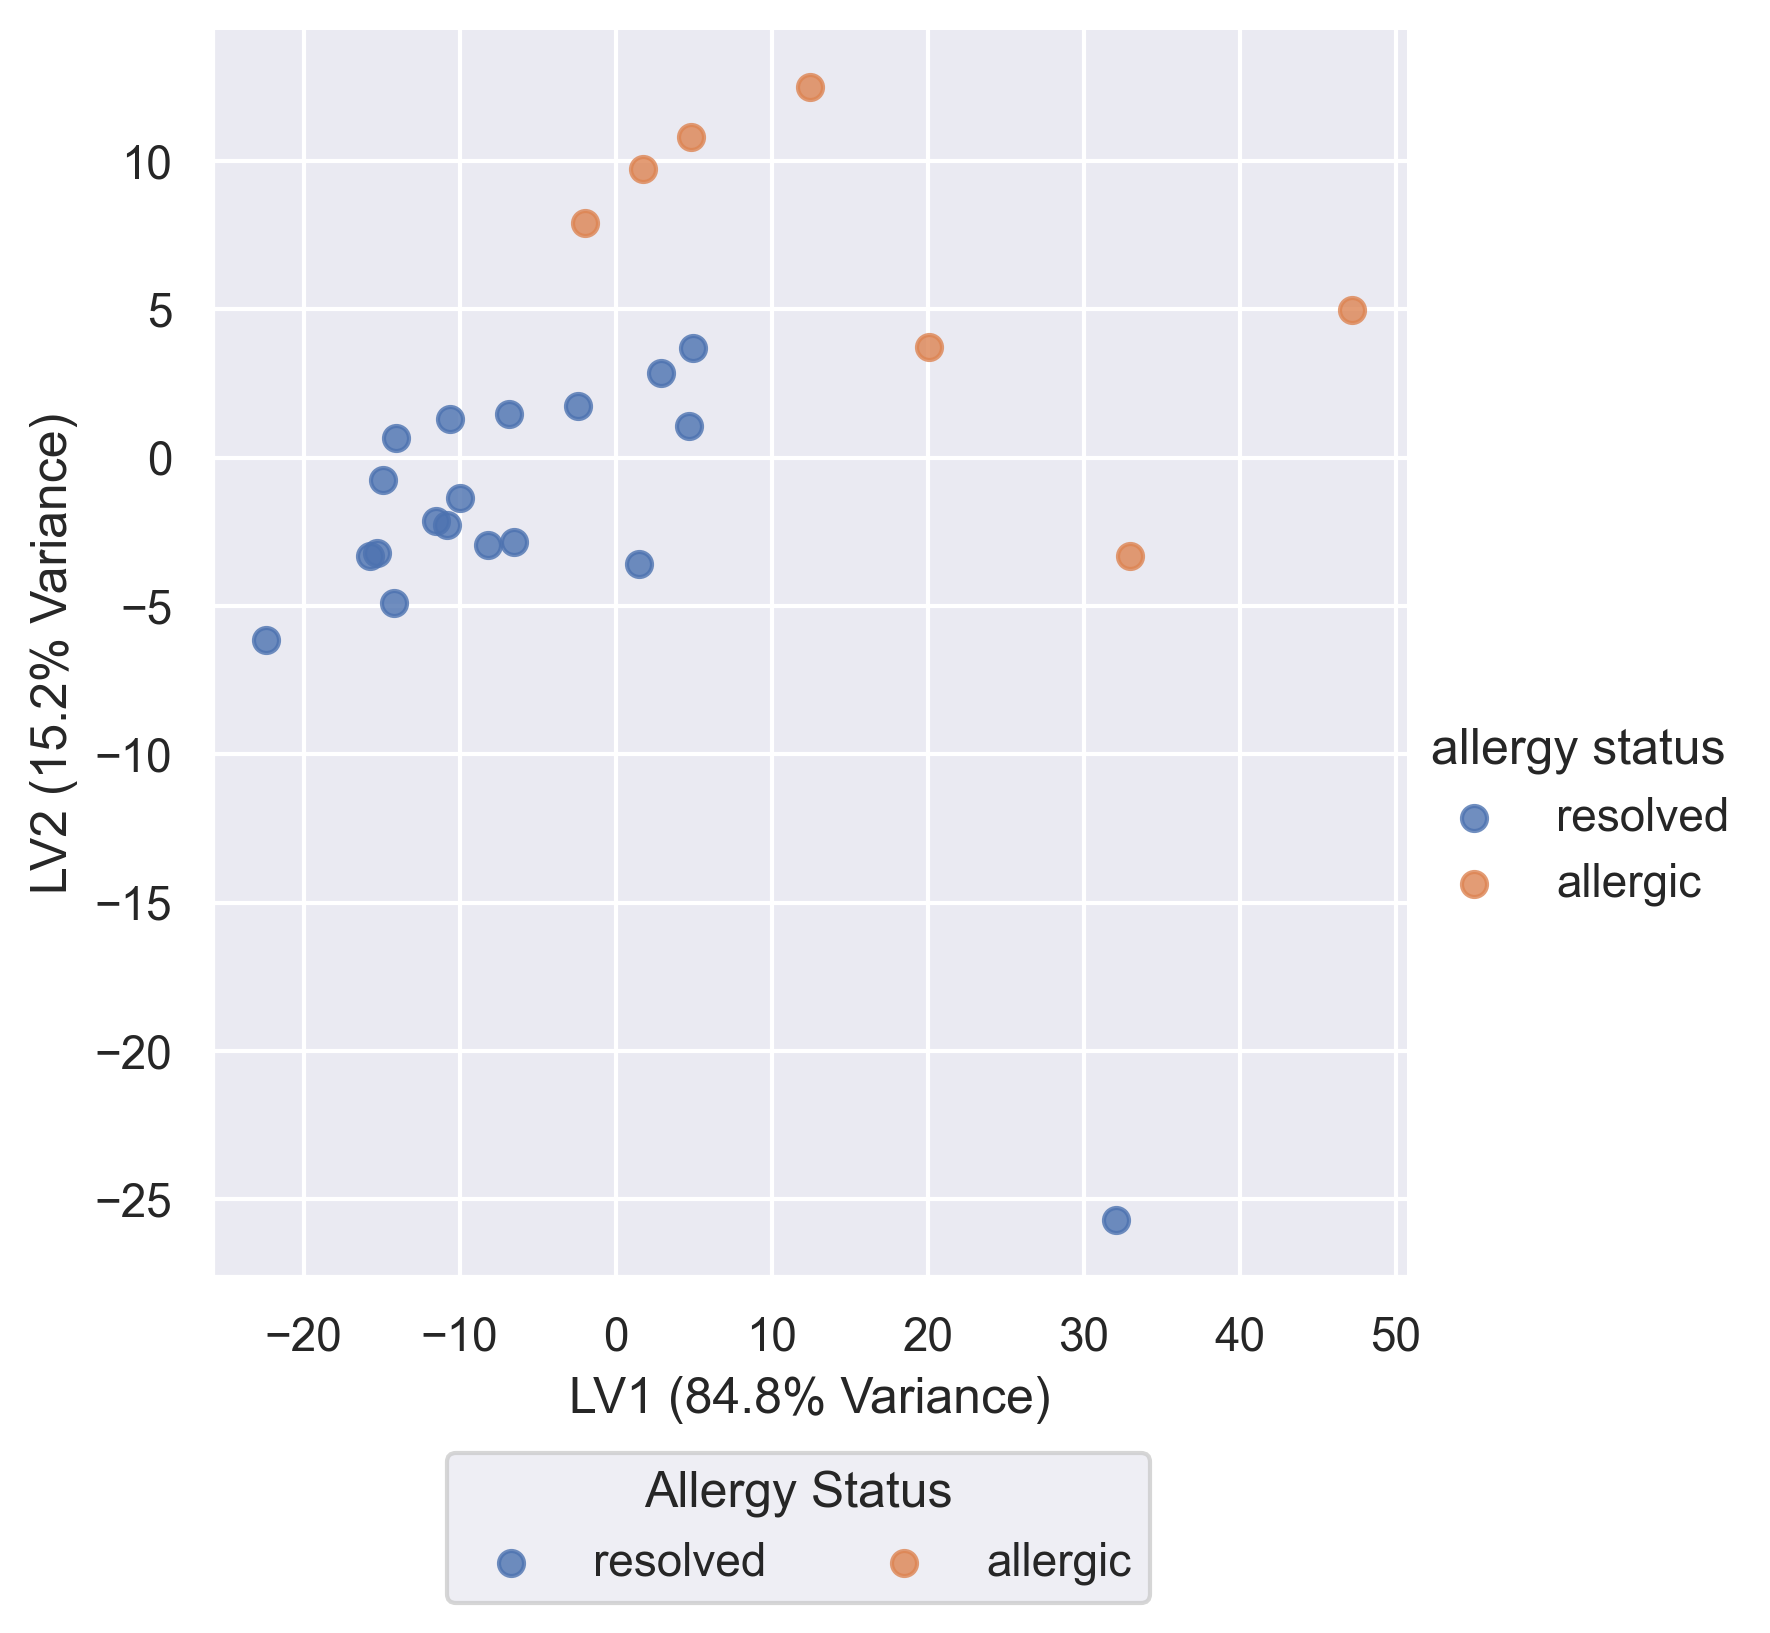 10
5
0
−5
−10
−15
−20
−25
LV2 (15.2% Variance)
−20 −10 0 10 20 30 40 50
LV1 (84.8% Variance)
allergy status
resolved
allergic
Allergy Status
resolved allergic